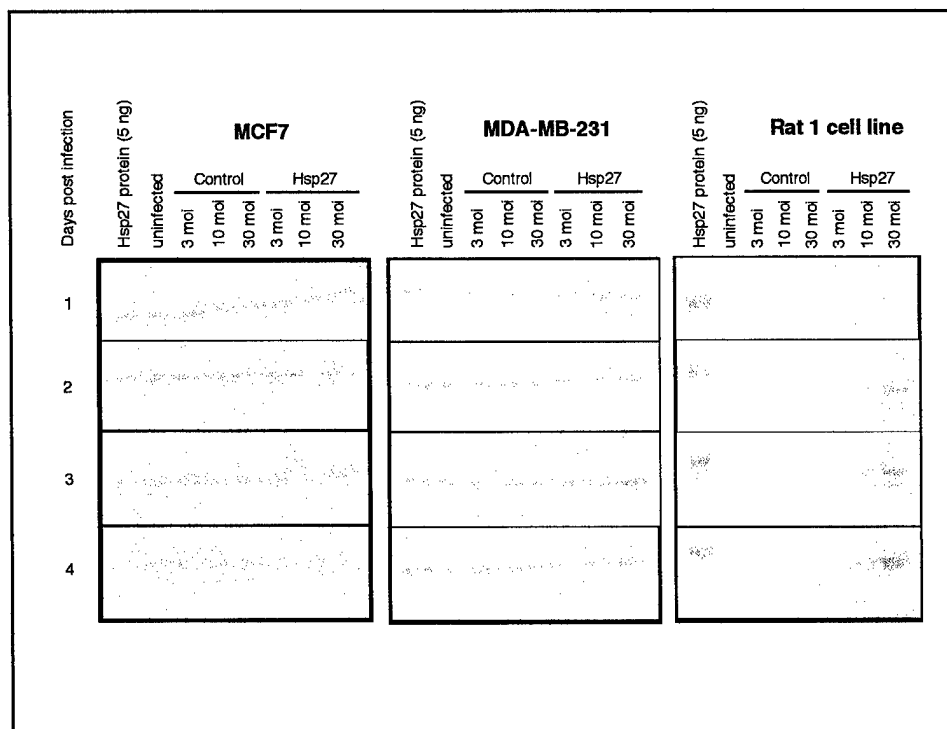 Days post infection
Hsp27 protein (5 ng)
uninfected
MCF7
Control
Hsp27
3 moi
10 moi
30 moi
3 moi
10 moi
30 moi
Hsp27 protein (5 ng)
uninfected
MDA-MB-231
Control
Hsp27
3 moi
10 moi
30 moi
3 moi
10 moi
30 moi
Hsp27 protein (5 ng)
uninfected
Rat 1 cell line
Control
Hsp27
3 moi
10 moi
30 moi
3 moi
10 moi
30 moi
1
2
3
4